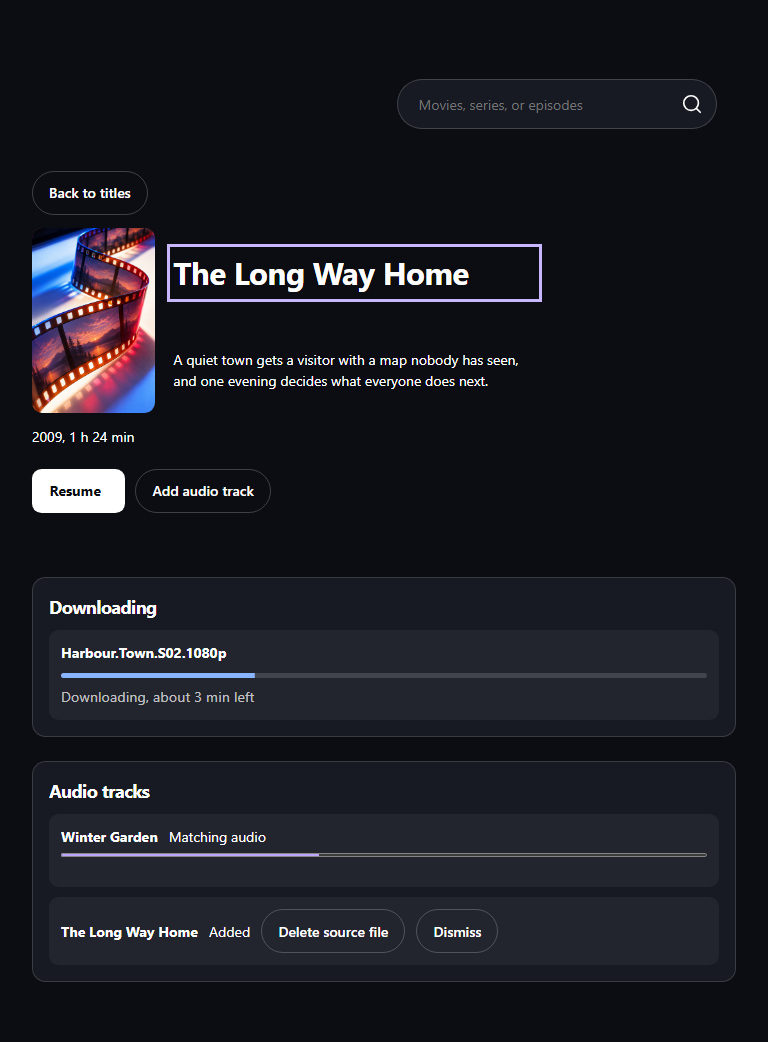 Movies, series, or episodes
Back to titles
The Long Way Home
A quiet town gets a visitor with a map nobody has seen,
and one evening decides what everyone does next.
2009, 1 h 24 min
Resume
Add audio track
Downloading
Harbour.Town.S02.1080p
Downloading, about 3 min left
Audio tracks
Winter Garden Matching audio
The Long Way Home Added Delete source file Dismiss